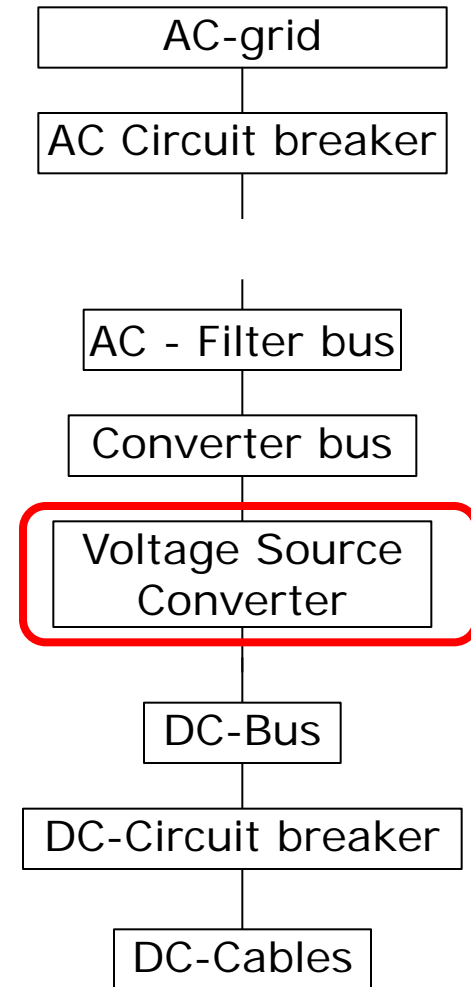 AC-grid
AC Circuit breaker
AC - Filter bus
Converter bus
Voltage Source
Converter
DC-Bus
DC-Circuit breaker
DC-Cables